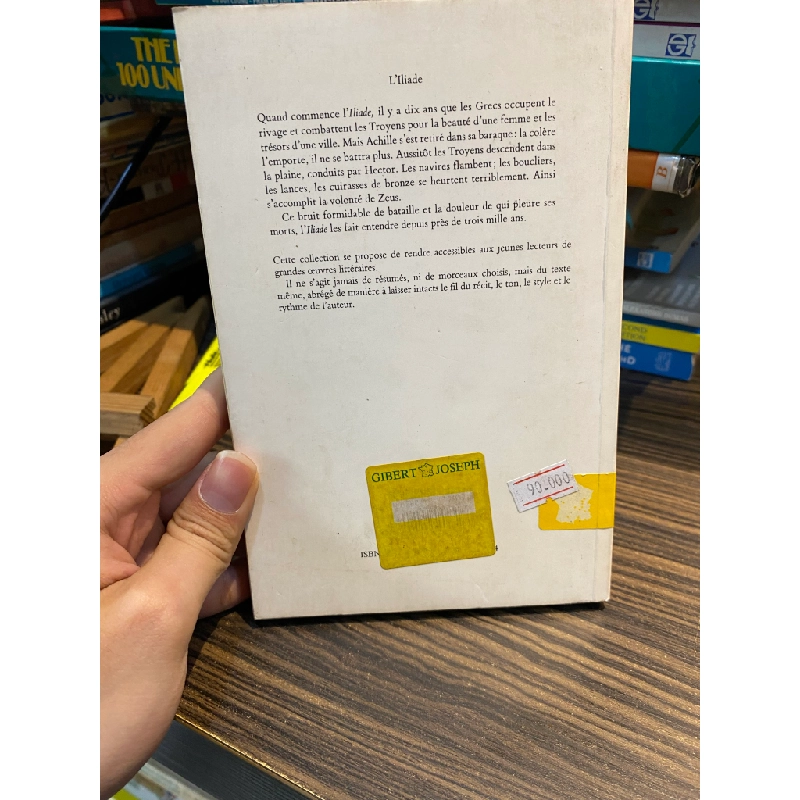 THE
100 UN
L'Iliade
Quand commence l'Iliade, il y a dix ans que les Grecs occupent le
rivage et combattent les Troyens pour la beauté d'une femme et les
trésors d'une ville. Mais Achille s'est retiré dans sa baraque : la colère
l'emporte, il ne se battra plus. Aussitôt les Troyens descendent dans
la plaine, conduits par Hector. Les navires flambent; les boucliers,
les lances, les cuirasses de bronze se heurtent terriblement. Ainsi
s'accomplit la volonté de Zeus.
Ce bruit formidable de bataille et la douleur de qui pleure ses
morts, l'Iliade les fait entendre depuis près de trois mille ans.
Cette collection se propose de rendre accessibles aux jeunes lecteurs de
grandes œuvres littéraires.
Il ne s'agit jamais de résumés, ni de morceaux choisis, mais du texte
même, abrégé de manière à laisser intacts le fil du récit, le ton, le style et le
rythme de l'auteur.
GIBERT JOSEPH
90.000
ISBN
4